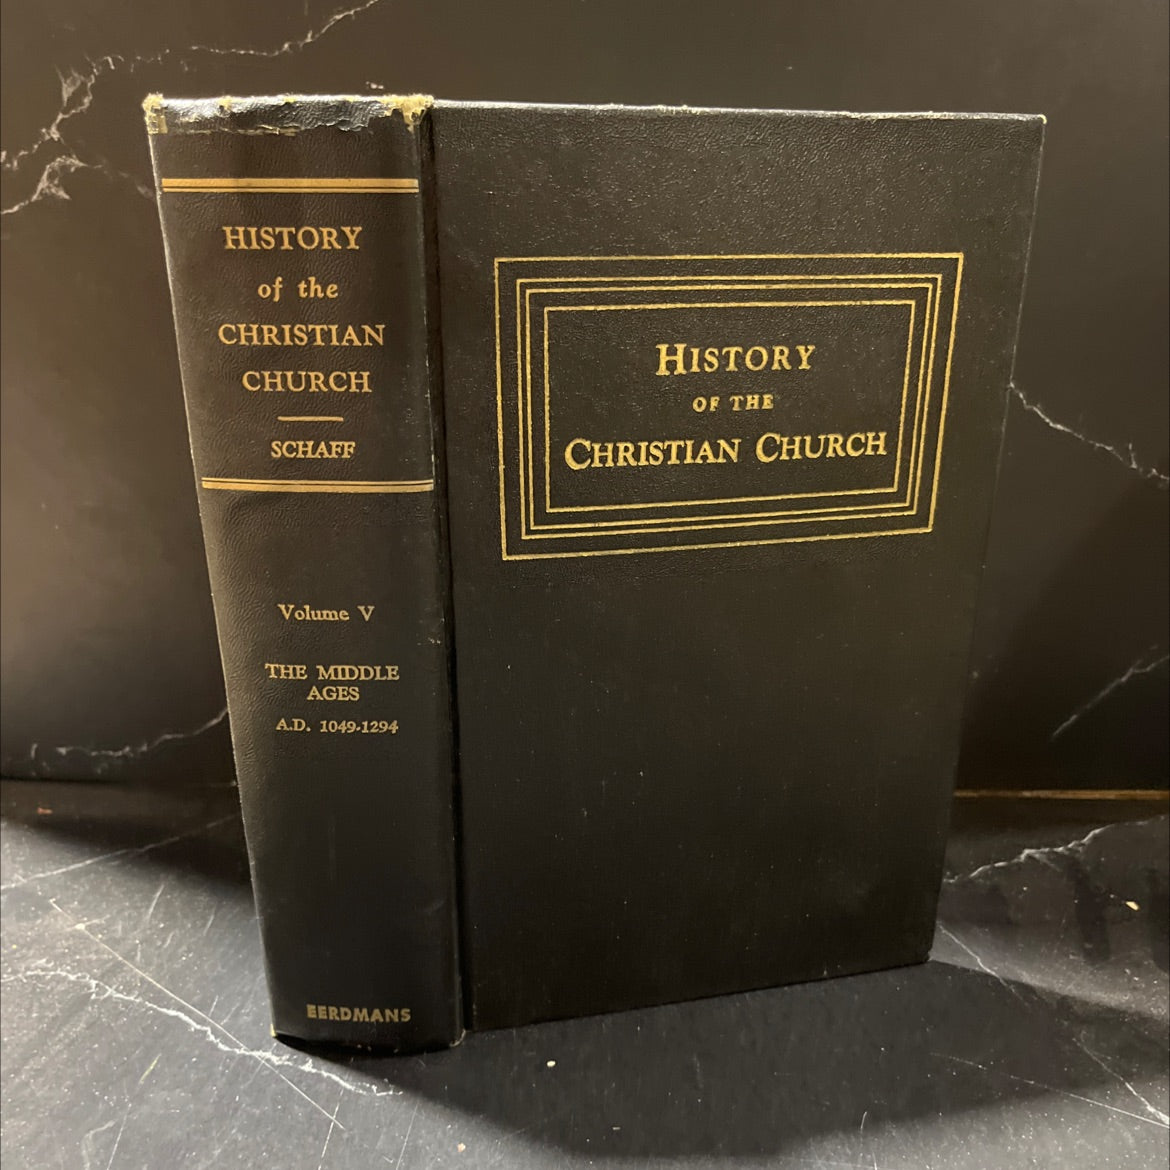 HISTORY
of the
CHRISTIAN
CHURCH
SCHAFF
Volume V
THE MIDDLE
AGES
A.D. 1049-1294
EERDMANS
HISTORY
OF THE
CHRISTIAN CHURCH